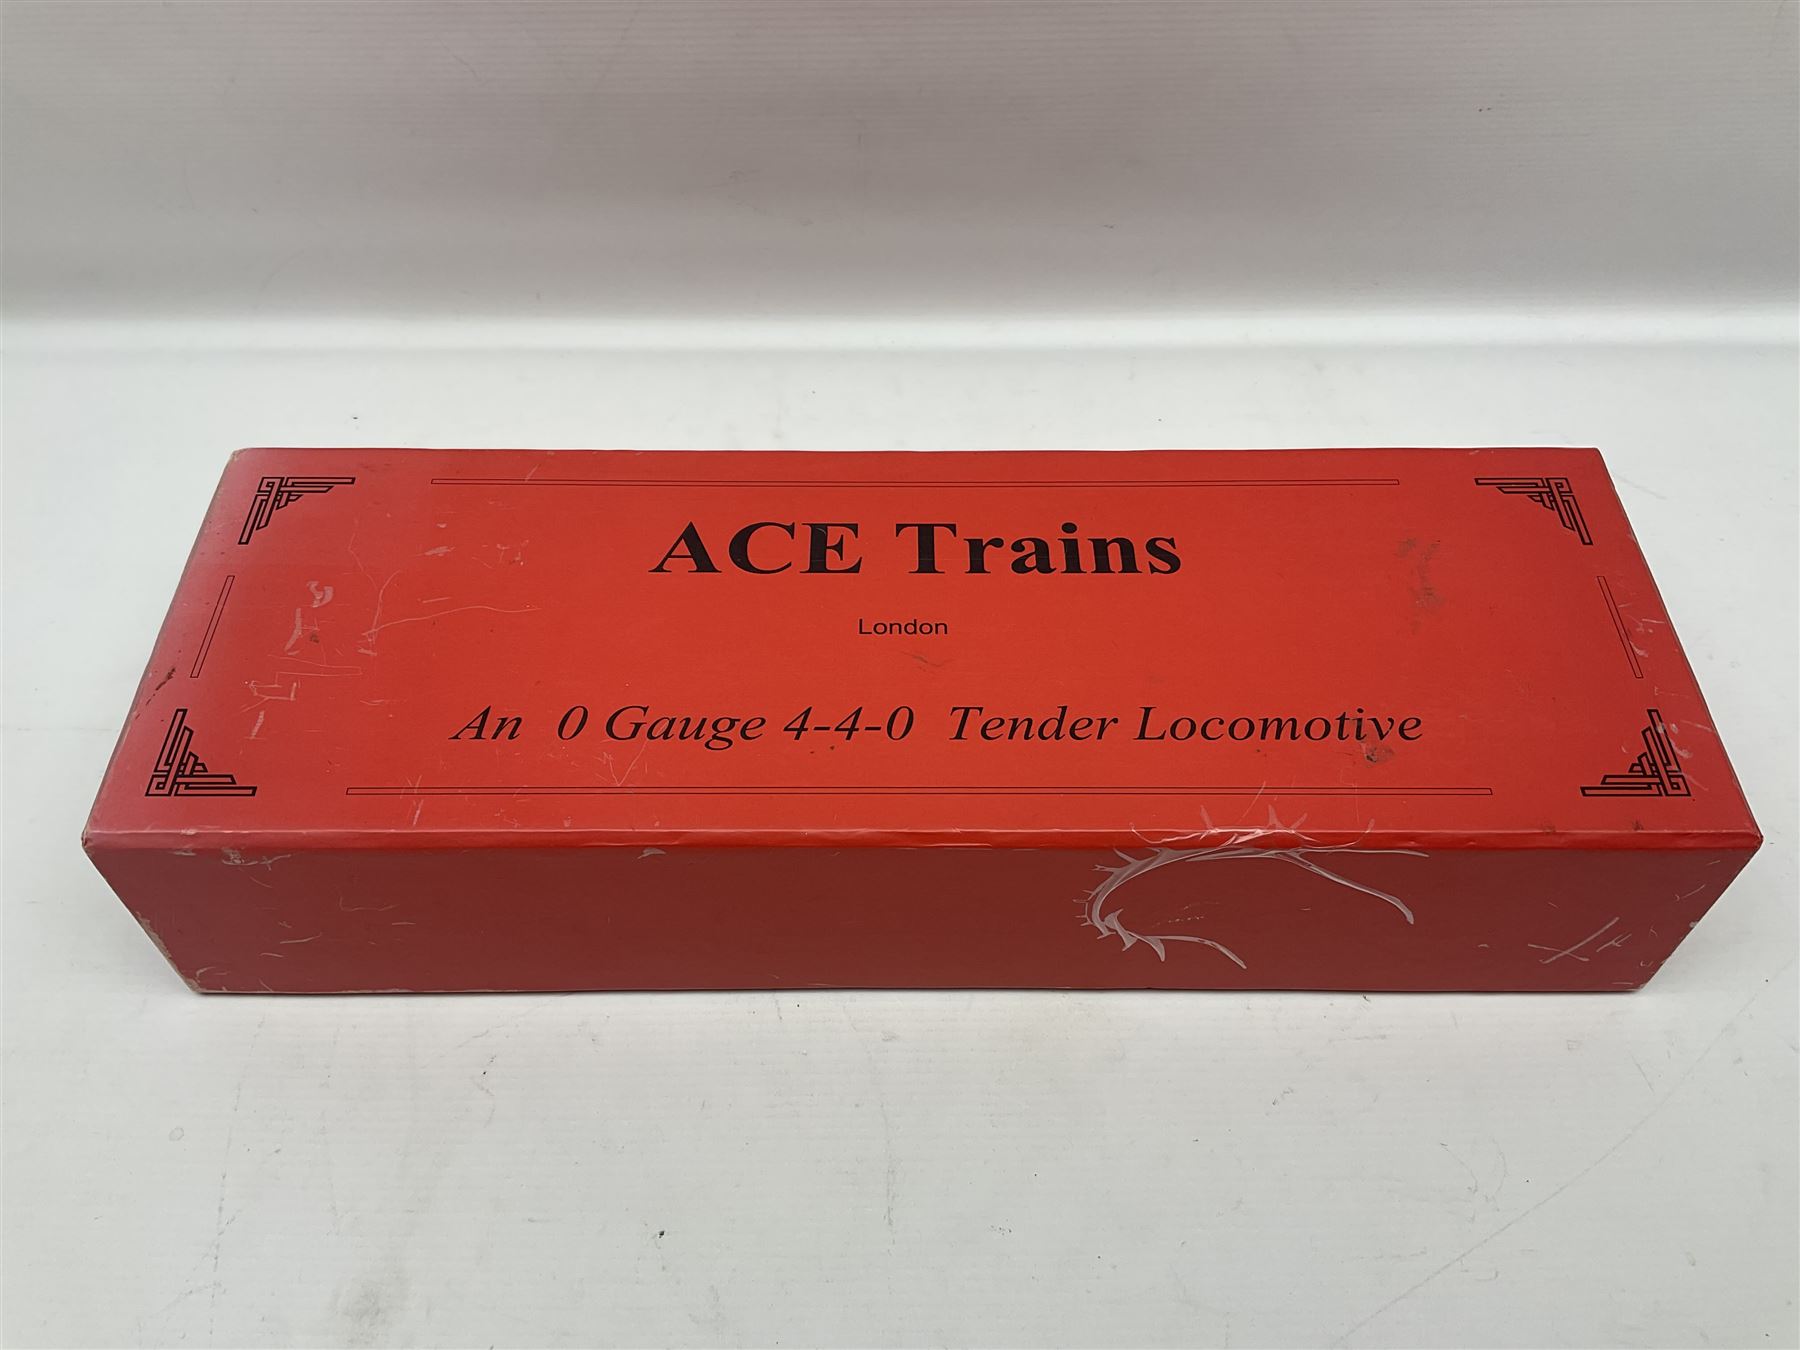 ACE Trains
London
An 0 Gauge 4-4-0 Tender Locomotive